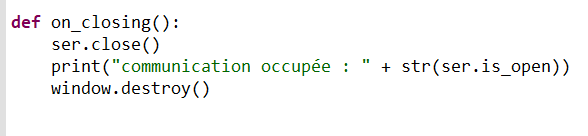 def on_closing():
    ser.close()
    print("communication occupée : " + str(ser.is_open))
    window.destroy()